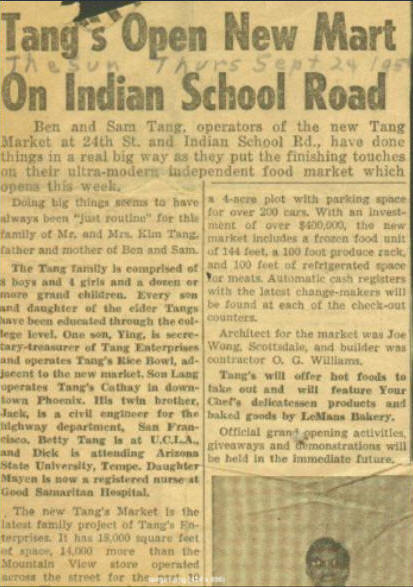 Tang's Open New Mart
The Sun Thurs Sept 24 195
On Indian School Road
Ben and Sam Tang, operators of the new Tang
Market at 24th St. and Indian School Rd., have done
things in a real big way as they put the finishing touches
on their ultra-modern independent food market which
opens this week.
Doing big things seems to have
always been "just routine" for this
family of Mr. and Mrs. Kim Tang,
father and mother of Ben and Sam.
The Tang family is comprised of
8 boys and 4 girls and a dozen or
more grand children. Every son
and daughter of the elder Tangs
have been educated through the col-
lege level. One son, Ying, is secre-
tary-treasurer of Tang Enterprises
and operates Tang's Rice Bowl, ad-
jacent to the new market. Son Lang
operates Tang's Cathay in down-
town Phoenix. His twin brother,
Jack, is a civil engineer for the
highway department, San Fran-
cisco. Betty Tang is at U.C.L.A.,
and Dick is attending Arizona
State University, Tempe. Daughter
Mayen is now a registered nurse at
Good Samaritan Hospital.
The new Tang's Market is the
latest family project of Tang's En-
terprises. It has 18,000 square feet
of space, 14,000 more than the
Mountain View store operated
across the street for the
a 4-acre plot with parking space
for over 200 cars. With an invest-
ment of over $400,000, the new
market includes a frozen food unit
of 144 feet, a 100 foot produce rack,
and 100 feet of refrigerated space
for meats. Automatic cash registers
with the latest change-makers will
be found at each of the check-out
counters.
Architect for the market was Joe
Wong, Scottsdale, and builder was
contractor O. G. Williams.
Tang's will offer hot foods to
take out and will feature Your
Chef's delicatessen products and
baked goods by LeMans Bakery.
Official grand opening activities,
giveaways and demonstrations will
be held in the immediate future.